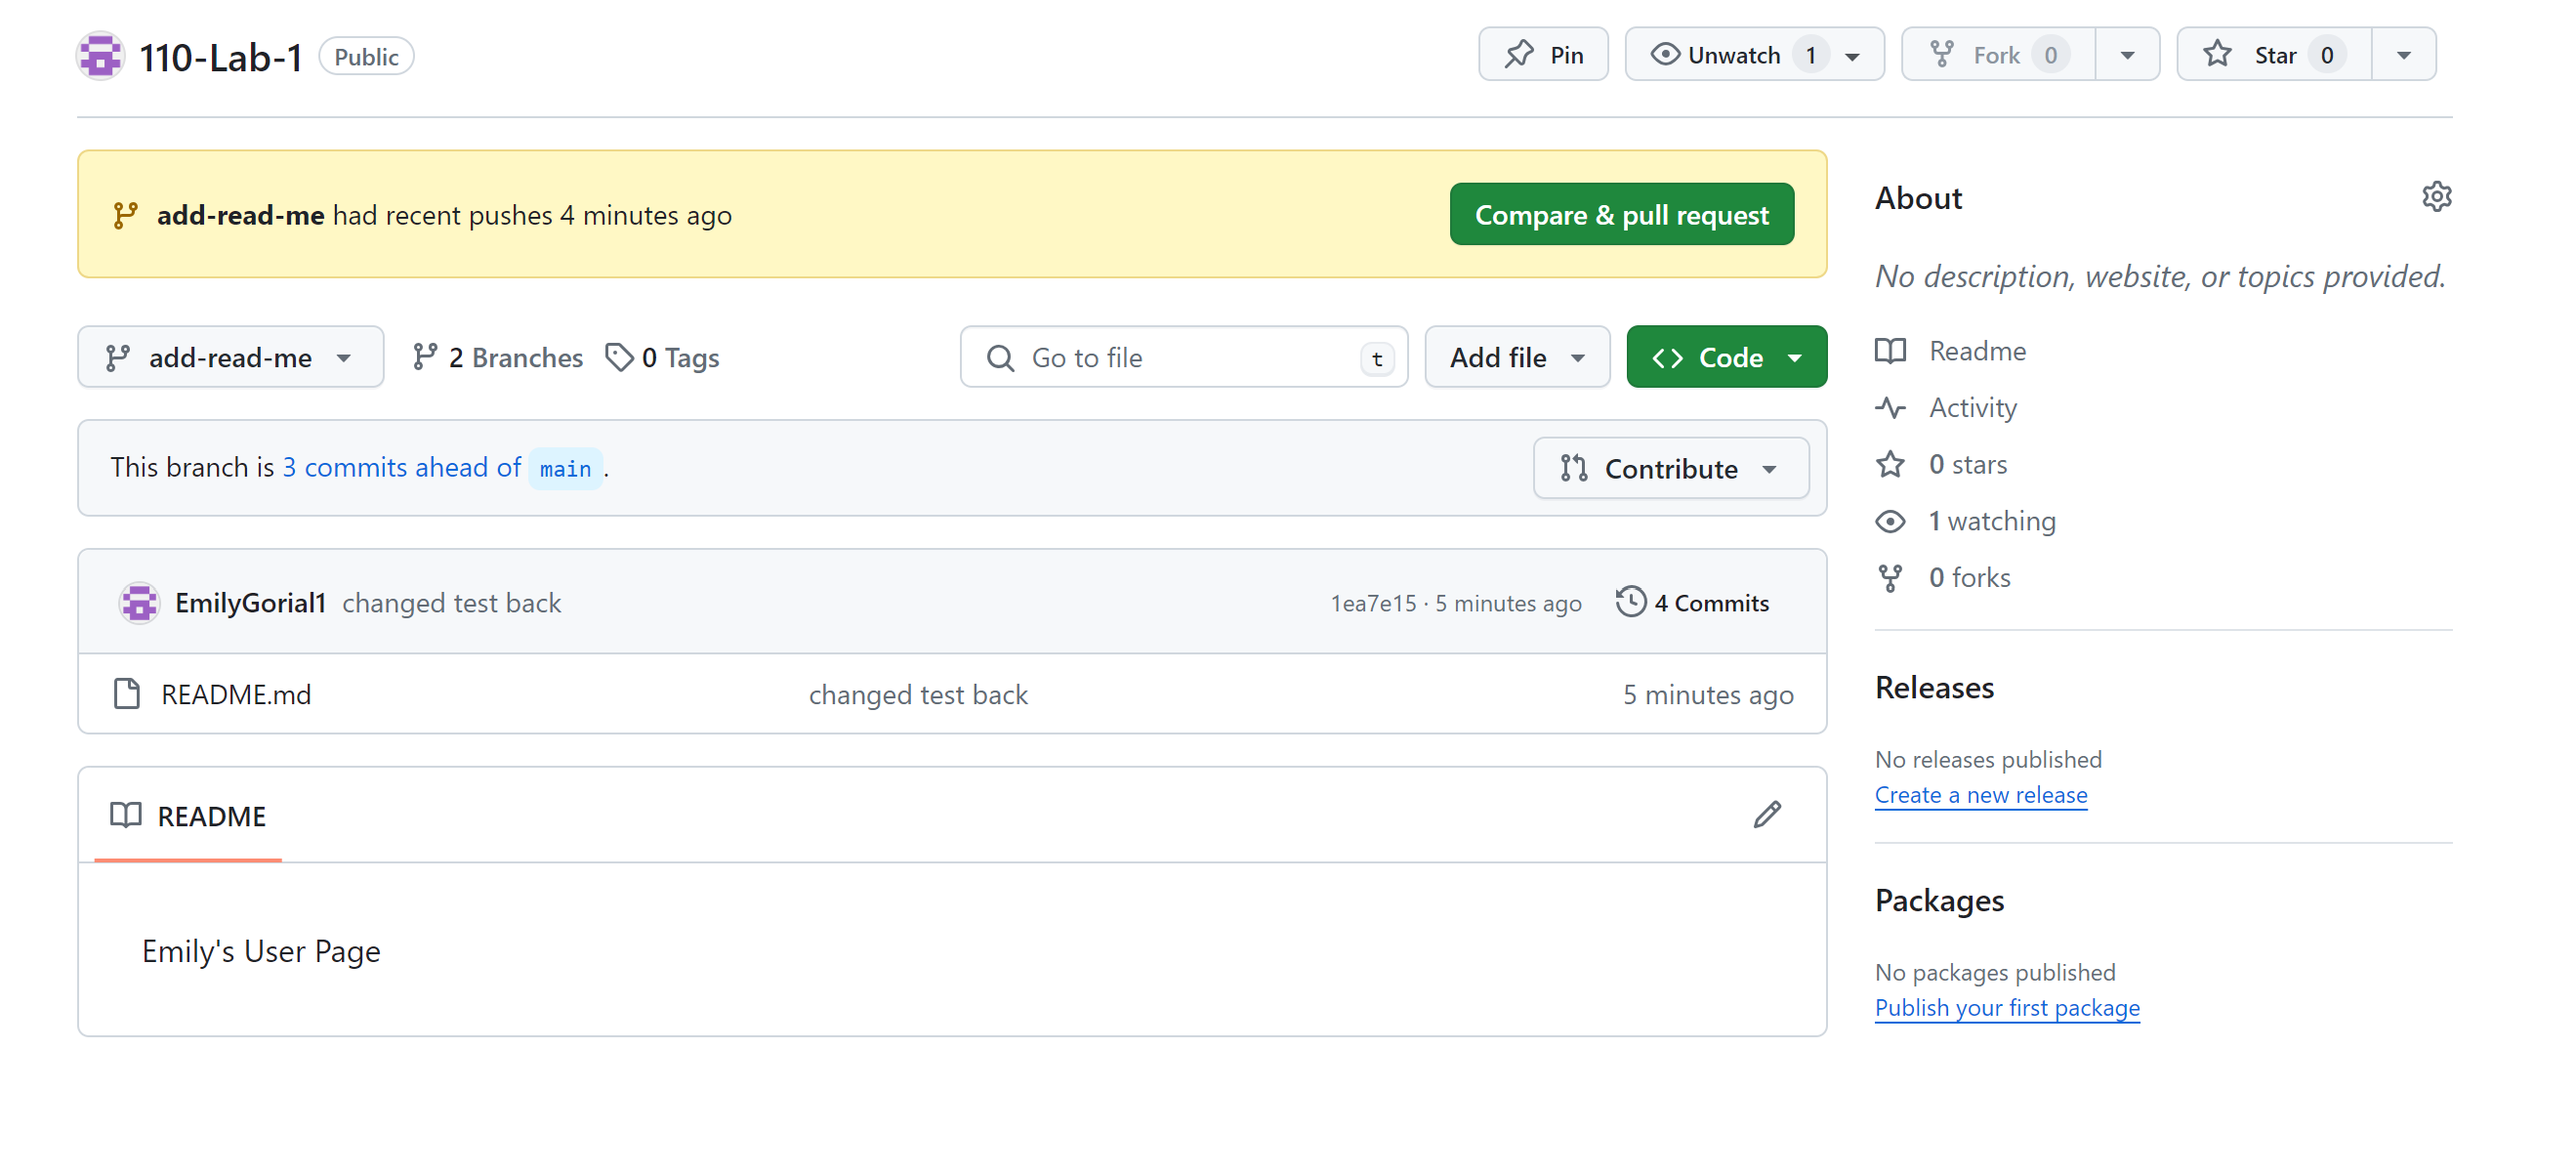 110-Lab-1 Public
Pin
Unwatch 1
Fork 0
Star 0
add-read-me had recent pushes 4 minutes ago
Compare & pull request
add-read-me
2 Branches
0 Tags
Go to file
t
Add file
Code
This branch is 3 commits ahead of main.
Contribute
EmilyGorial1 changed test back
1ea7e15 · 5 minutes ago
4 Commits
README.md changed test back 5 minutes ago
README
Emily's User Page
About
No description, website, or topics provided.
Readme
Activity
0 stars
1 watching
0 forks
Releases
No releases published
Create a new release
Packages
No packages published
Publish your first package